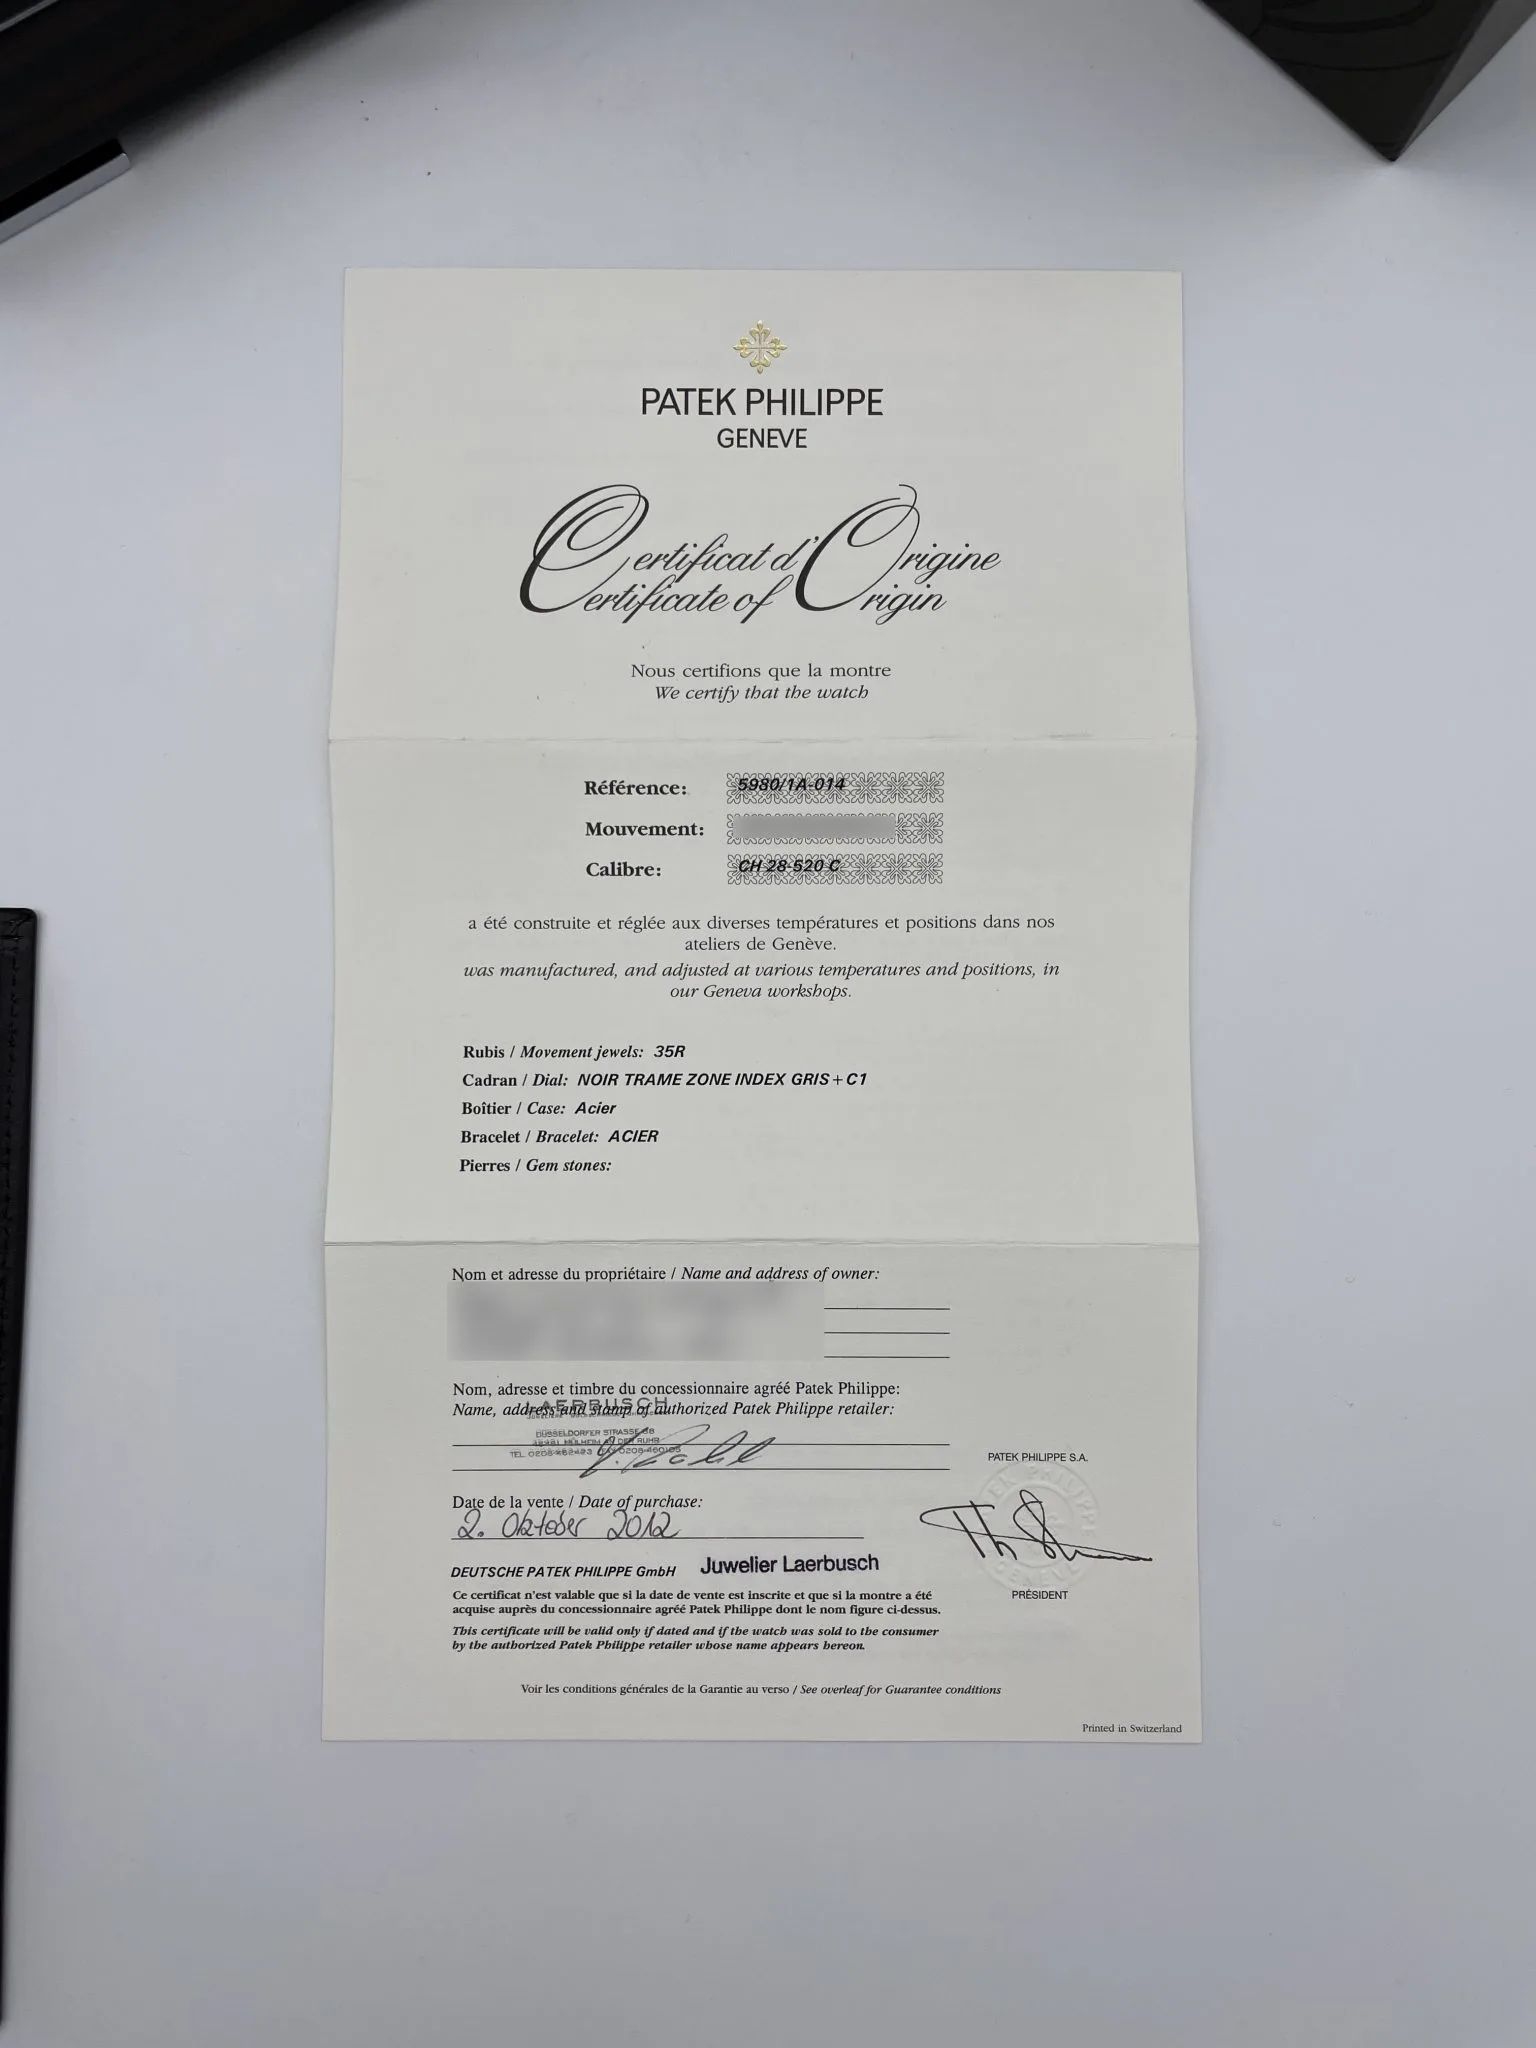 PATEK PHILIPPE
GENEVE
Certificat d'Origine
Certificate of Origin
Nous certifions que la montre
We certify that the watch
Référence: 5980/1A-014
Mouvement:
Calibre: CH 28-520 C
a été construite et réglée aux diverses températures et positions dans nos
ateliers de Genève.
was manufactured, and adjusted at various temperatures and positions, in
our Geneva workshops.
Rubis / Movement jewels: 35R
Cadran / Dial: NOIR TRAME ZONE INDEX GRIS+C1
Boîtier / Case: Acier
Bracelet / Bracelet: ACIER
Pierres / Gem stones:
Nom et adresse du propriétaire / Name and address of owner:
Nom, adresse et timbre du concessionnaire agréé Patek Philippe:
LAERBUSCH
Name, address and stamp of authorized Patek Philippe retailer:
DÜSSELDORFER STRASSE
MÜLHEIM AN DER RUHR
TEL.
PATEK PHILIPPE S.A.
Date de la vente / Date of purchase:
2. Oktober 2012
DEUTSCHE PATEK PHILIPPE GmbH Juwelier Laerbusch
PRÉSIDENT
Ce certificat n'est valable que si la date de vente est inscrite et que si la montre a été
acquise auprès du concessionnaire agréé Patek Philippe dont le nom figure ci-dessus.
This certificate will be valid only if dated and if the watch was sold to the consumer
by the authorized Patek Philippe retailer whose name appears hereon.
Voir les conditions générales de la Garantie au verso / See overleaf for Guarantee conditions
Printed in Switzerland